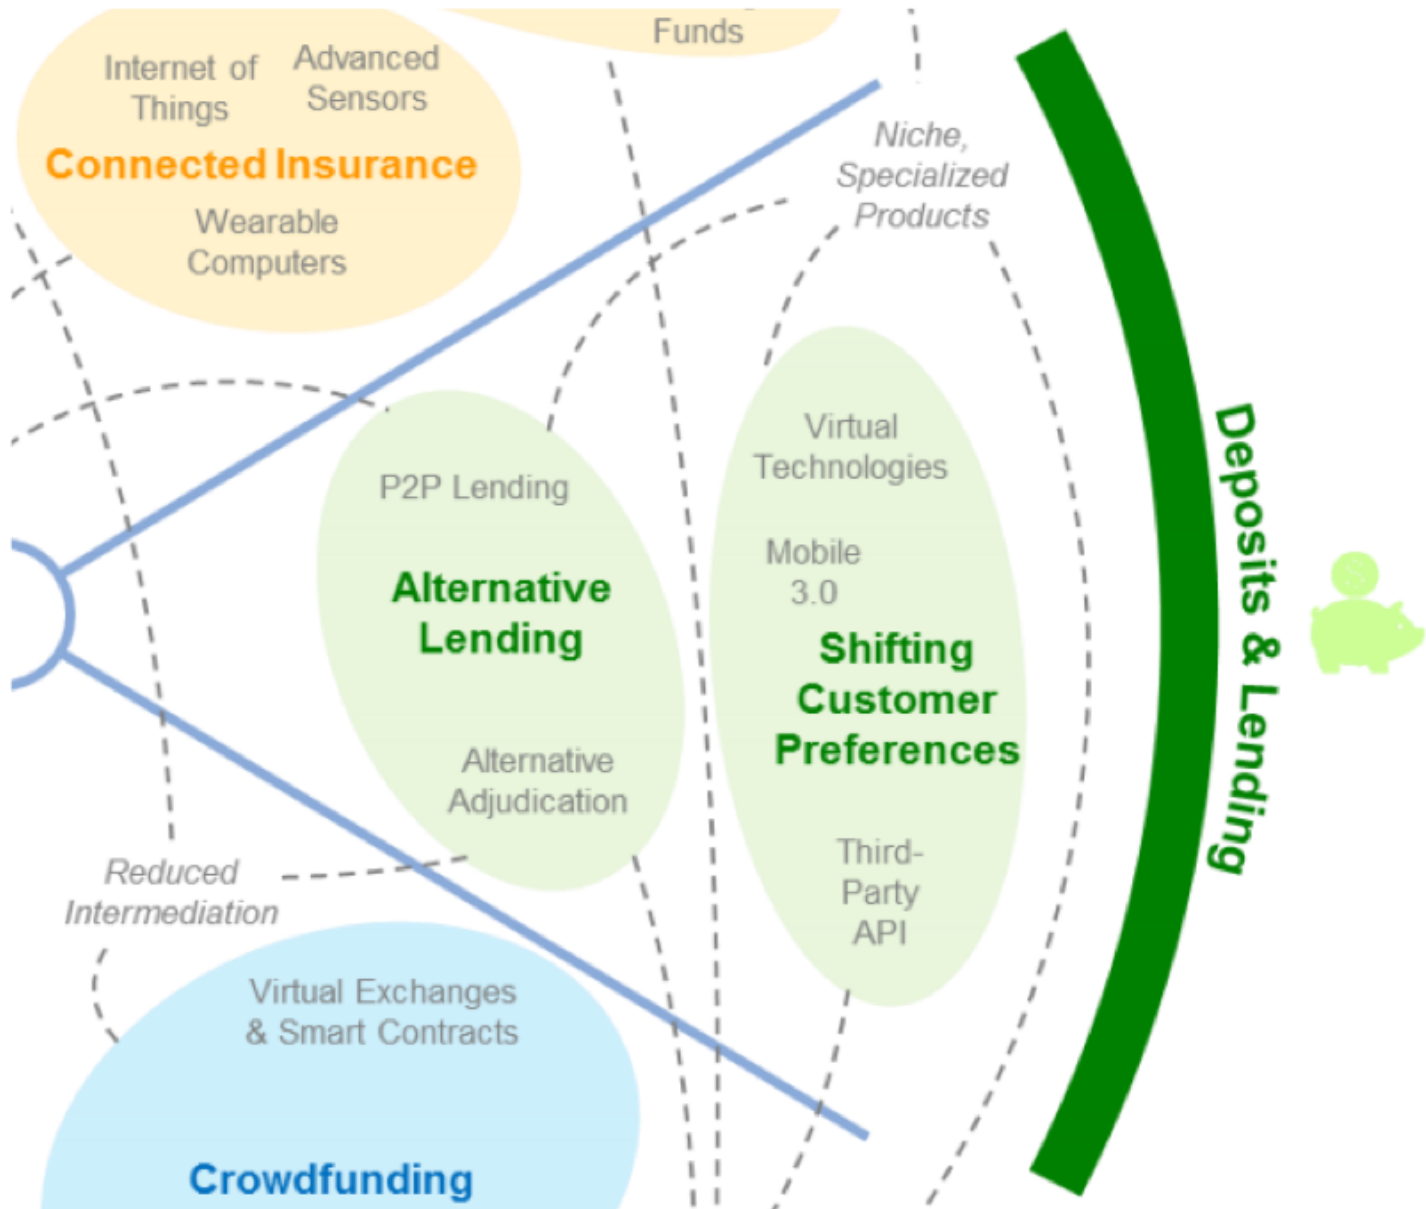 Funds
Internet of
Things
Advanced
Sensors
Connected Insurance
Wearable
Computers
Niche,
Specialized
Products
P2P Lending
Alternative
Lending
Alternative
Adjudication
Virtual
Technologies
Mobile
3.0
Shifting
Customer
Preferences
Third-
Party
API
Deposits & Lending
$
Reduced
Intermediation
Virtual Exchanges
& Smart Contracts
Crowdfunding